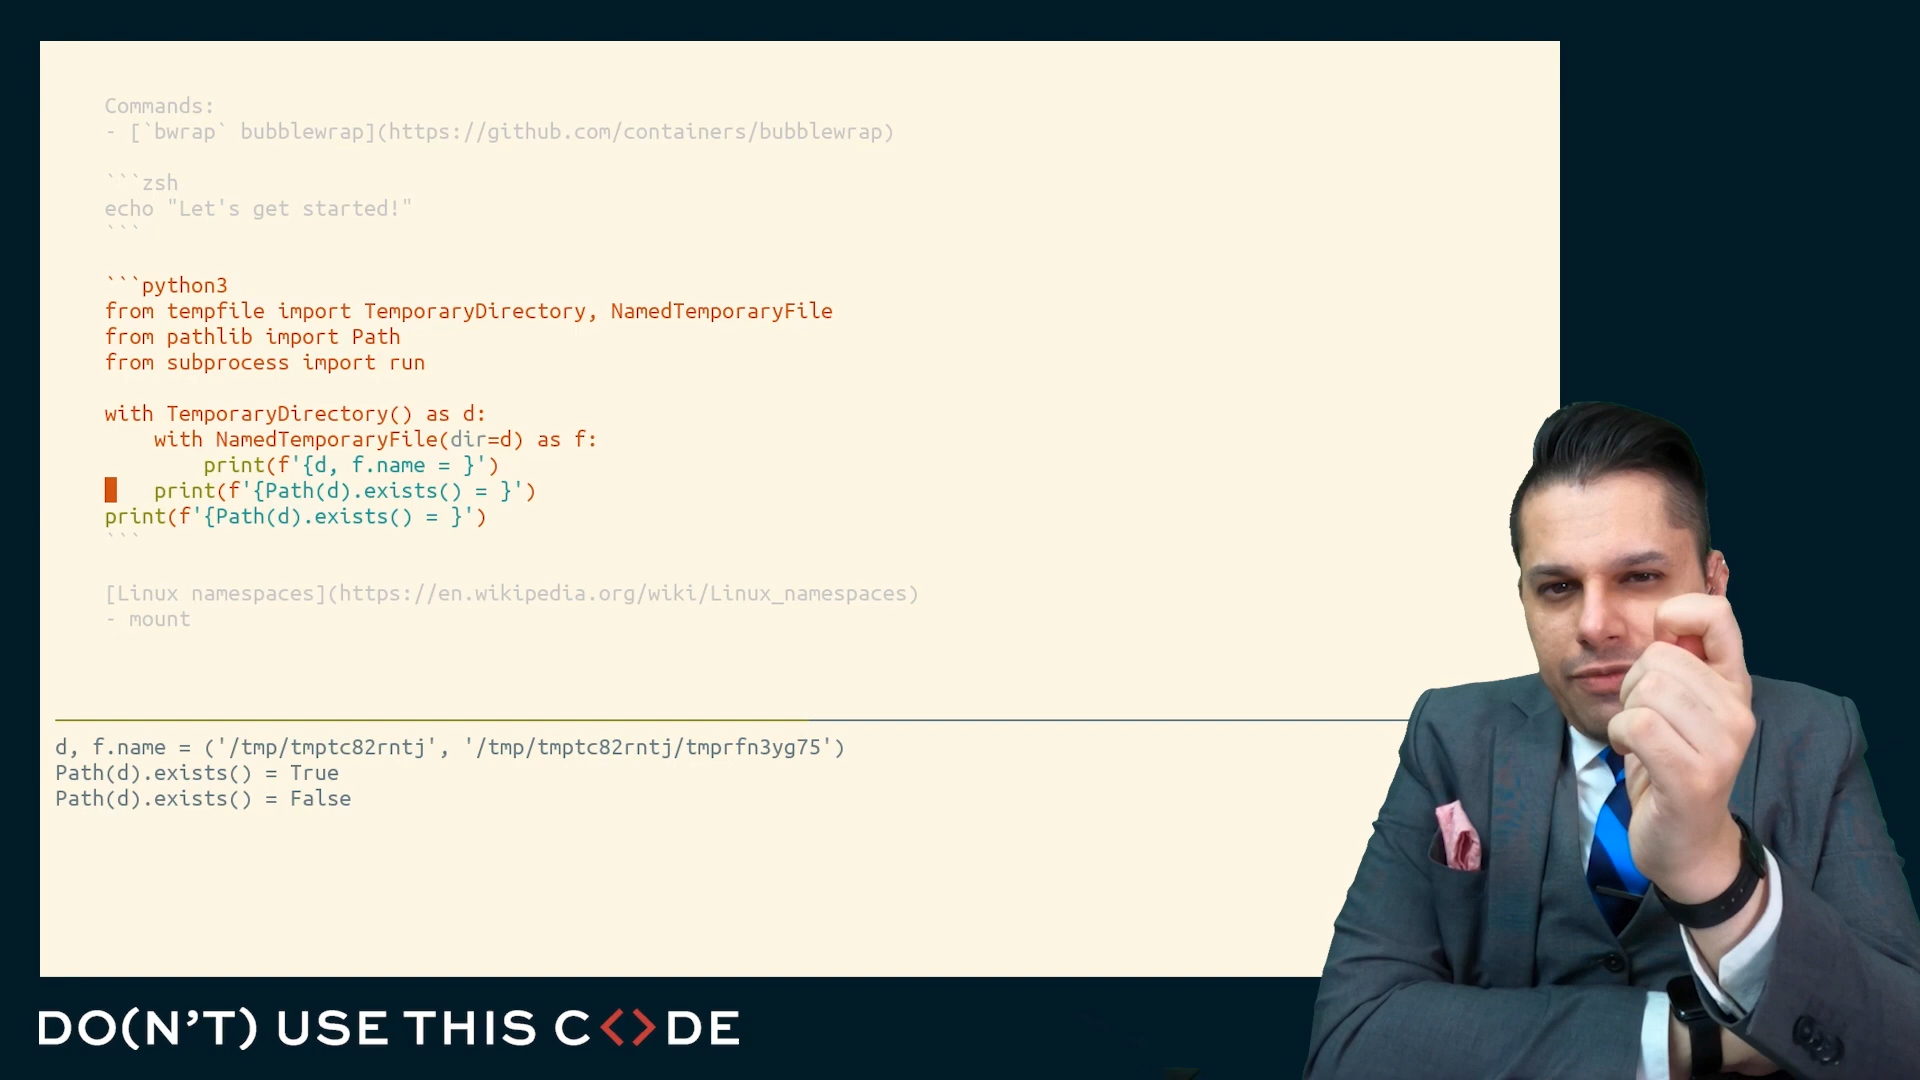 Commands:
- [`bwrap` bubblewrap](https://github.com/containers/bubblewrap)
```zsh
echo "Let's get started!"
```
```python3
from tempfile import TemporaryDirectory, NamedTemporaryFile
from pathlib import Path
from subprocess import run
with TemporaryDirectory() as d:
    with NamedTemporaryFile(dir=d) as f:
        print(f'{d, f.name = }')
    print(f'{Path(d).exists() = }')
print(f'{Path(d).exists() = }')
```
[Linux namespaces](https://en.wikipedia.org/wiki/Linux_namespaces)
- mount
d, f.name = ('/tmp/tmptc82rntj', '/tmp/tmptc82rntj/tmprfn3yg75')
Path(d).exists() = True
Path(d).exists() = False
DO(N'T) USE THIS C<>DE